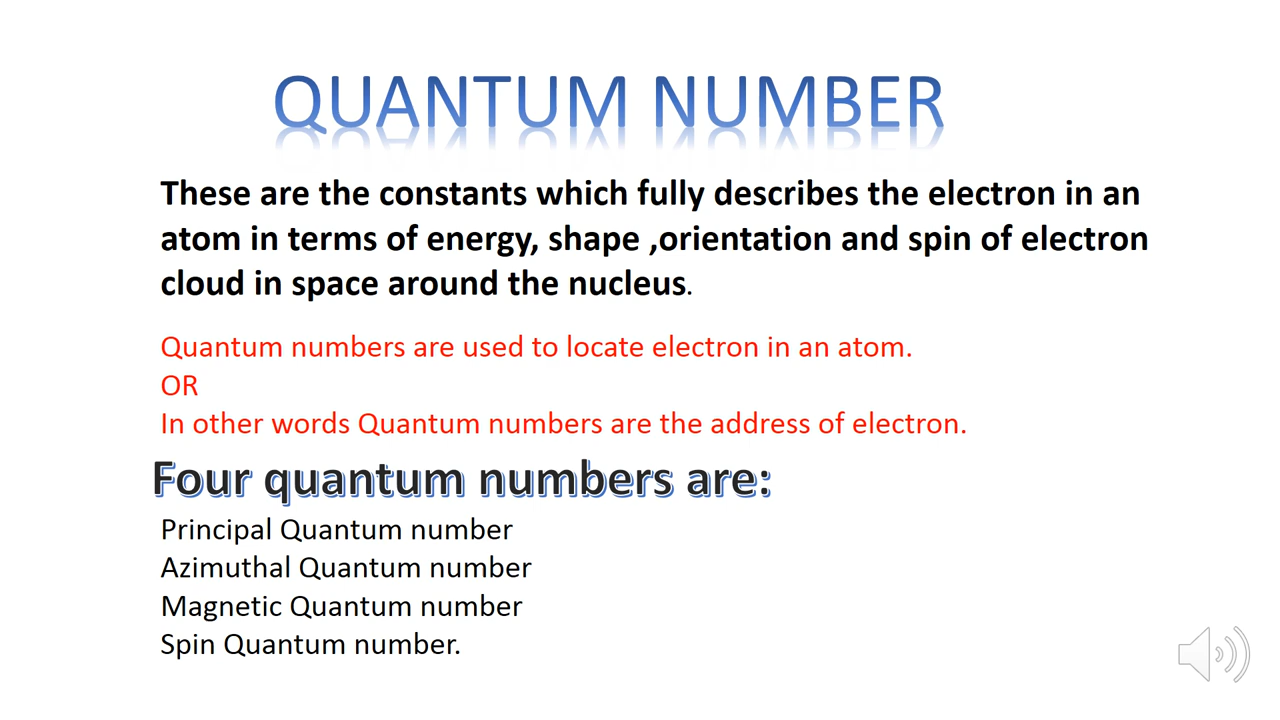 QUANTUM NUMBER
These are the constants which fully describes the electron in an
atom in terms of energy, shape ,orientation and spin of electron
cloud in space around the nucleus.
Quantum numbers are used to locate electron in an atom.
OR
In other words Quantum numbers are the address of electron.
Four quantum numbers are:
Principal Quantum number
Azimuthal Quantum number
Magnetic Quantum number
Spin Quantum number.